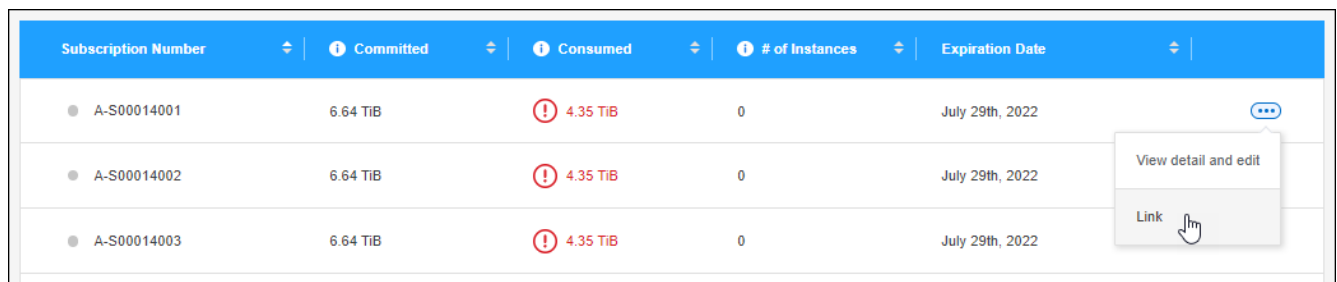 Subscription Number Committed Consumed # of Instances Expiration Date
A-S00014001 6.64 TiB 4.35 TiB 0 July 29th, 2022
View detail and edit
A-S00014002 6.64 TiB 4.35 TiB 0 July 29th, 2022
Link
A-S00014003 6.64 TiB 4.35 TiB 0 July 29th, 2022